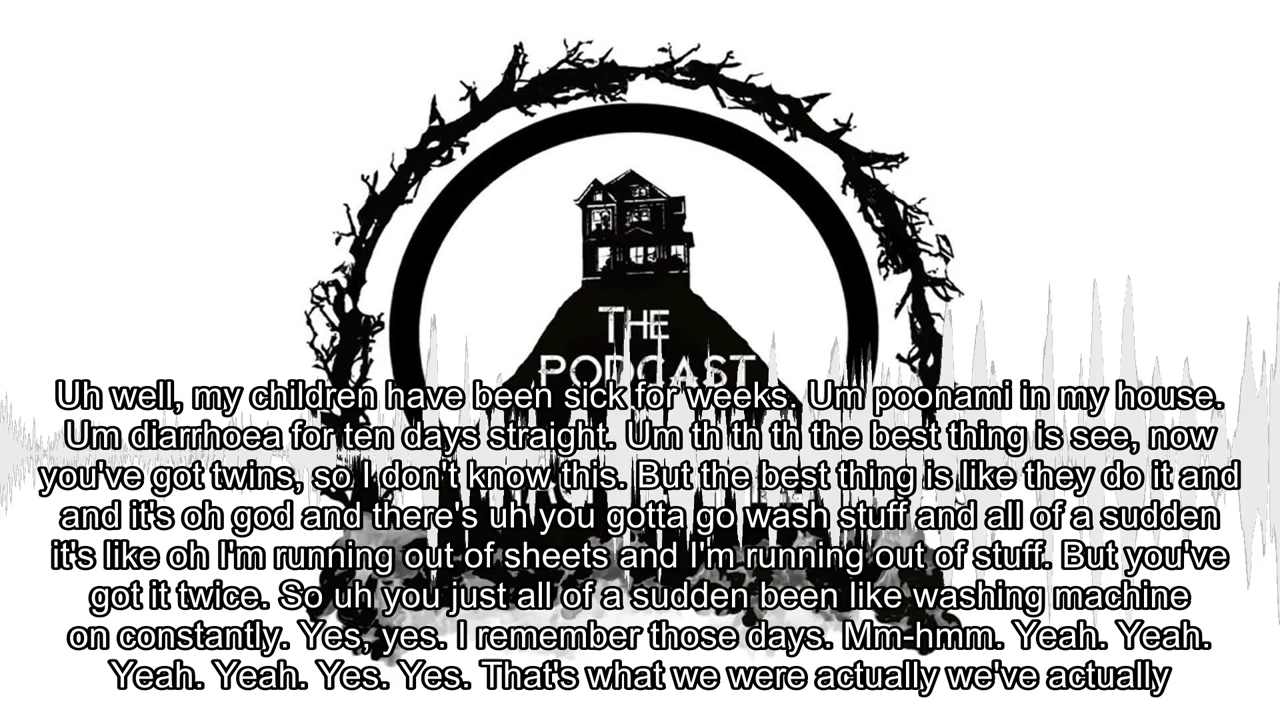 THE
PODCAST
Uh well, my children have been sick for weeks. Um poonami in my house.
Um diarrhoea for ten days straight. Um th th th the best thing is see, now
you've got twins, so I don't know this. But the best thing is like they do it and
and it's oh god and there's uh you gotta go wash stuff and all of a sudden
it's like oh I'm running out of sheets and I'm running out of stuff. But you've
got it twice. So uh you just all of a sudden been like washing machine
on constantly. Yes, yes. I remember those days. Mm-hmm. Yeah. Yeah.
Yeah. Yeah. Yes. Yes. That's what we were actually we've actually